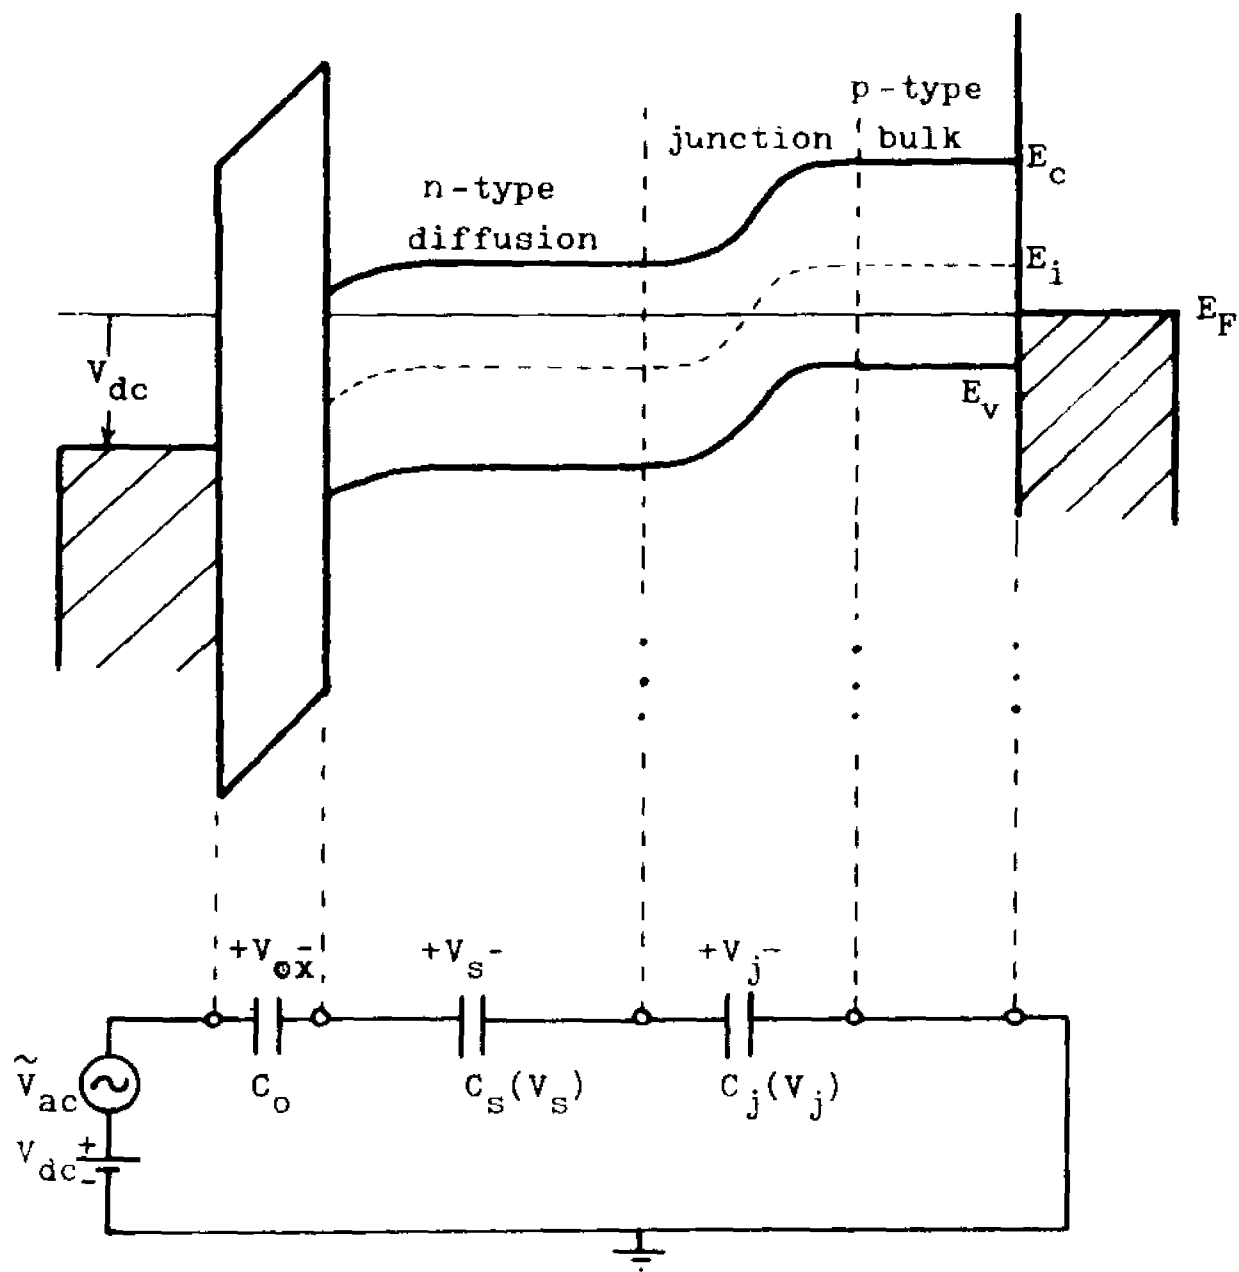 p-type
junction bulk
E_c
n-type
diffusion
E_i
E_F
V_dc
E_v
+V_ox-
+V_s-
+V_j-
Ṽ_ac
C_o
C_s(V_s)
C_j(V_j)
V_dc
+
-